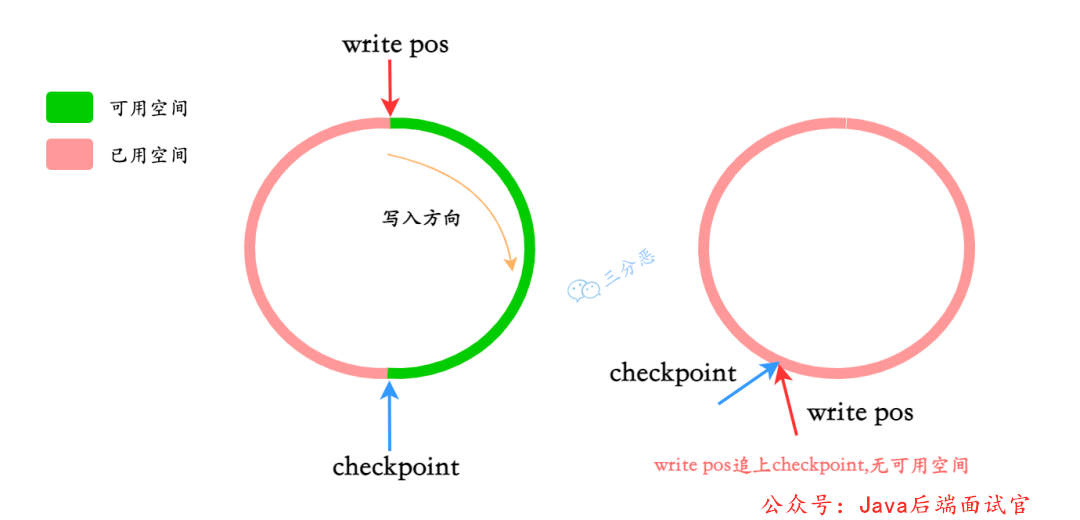 write pos
可用空间
已用空间
写入方向
三分恶
checkpoint
write pos
checkpoint
write pos追上checkpoint,无可用空间
公众号：Java后端面试官